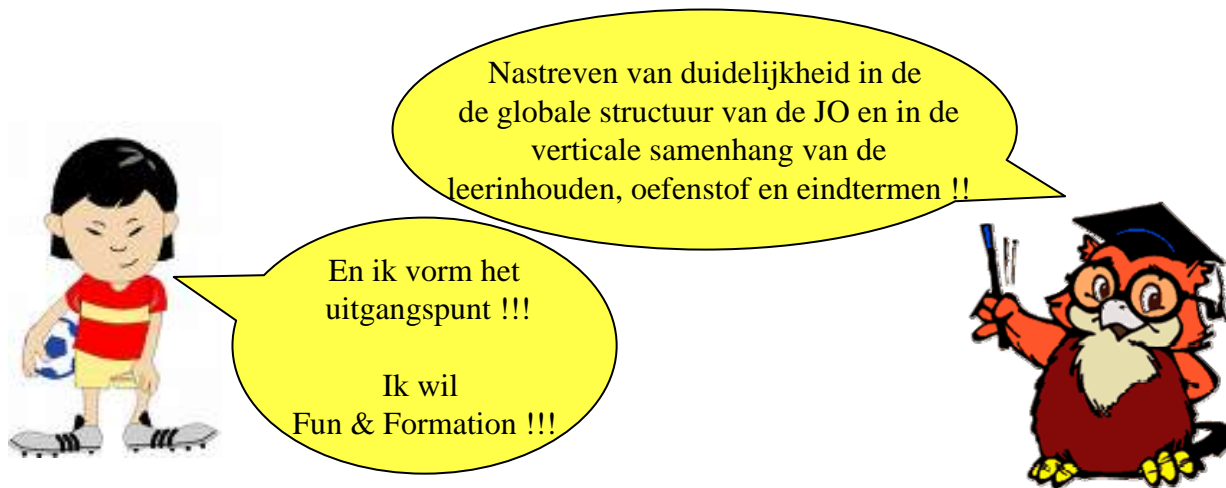 Nastreven van duidelijkheid in de
de globale structuur van de JO en in de
verticale samenhang van de
leerinhouden, oefenstof en eindtermen !!
En ik vorm het
uitgangspunt !!!
Ik wil
Fun & Formation !!!